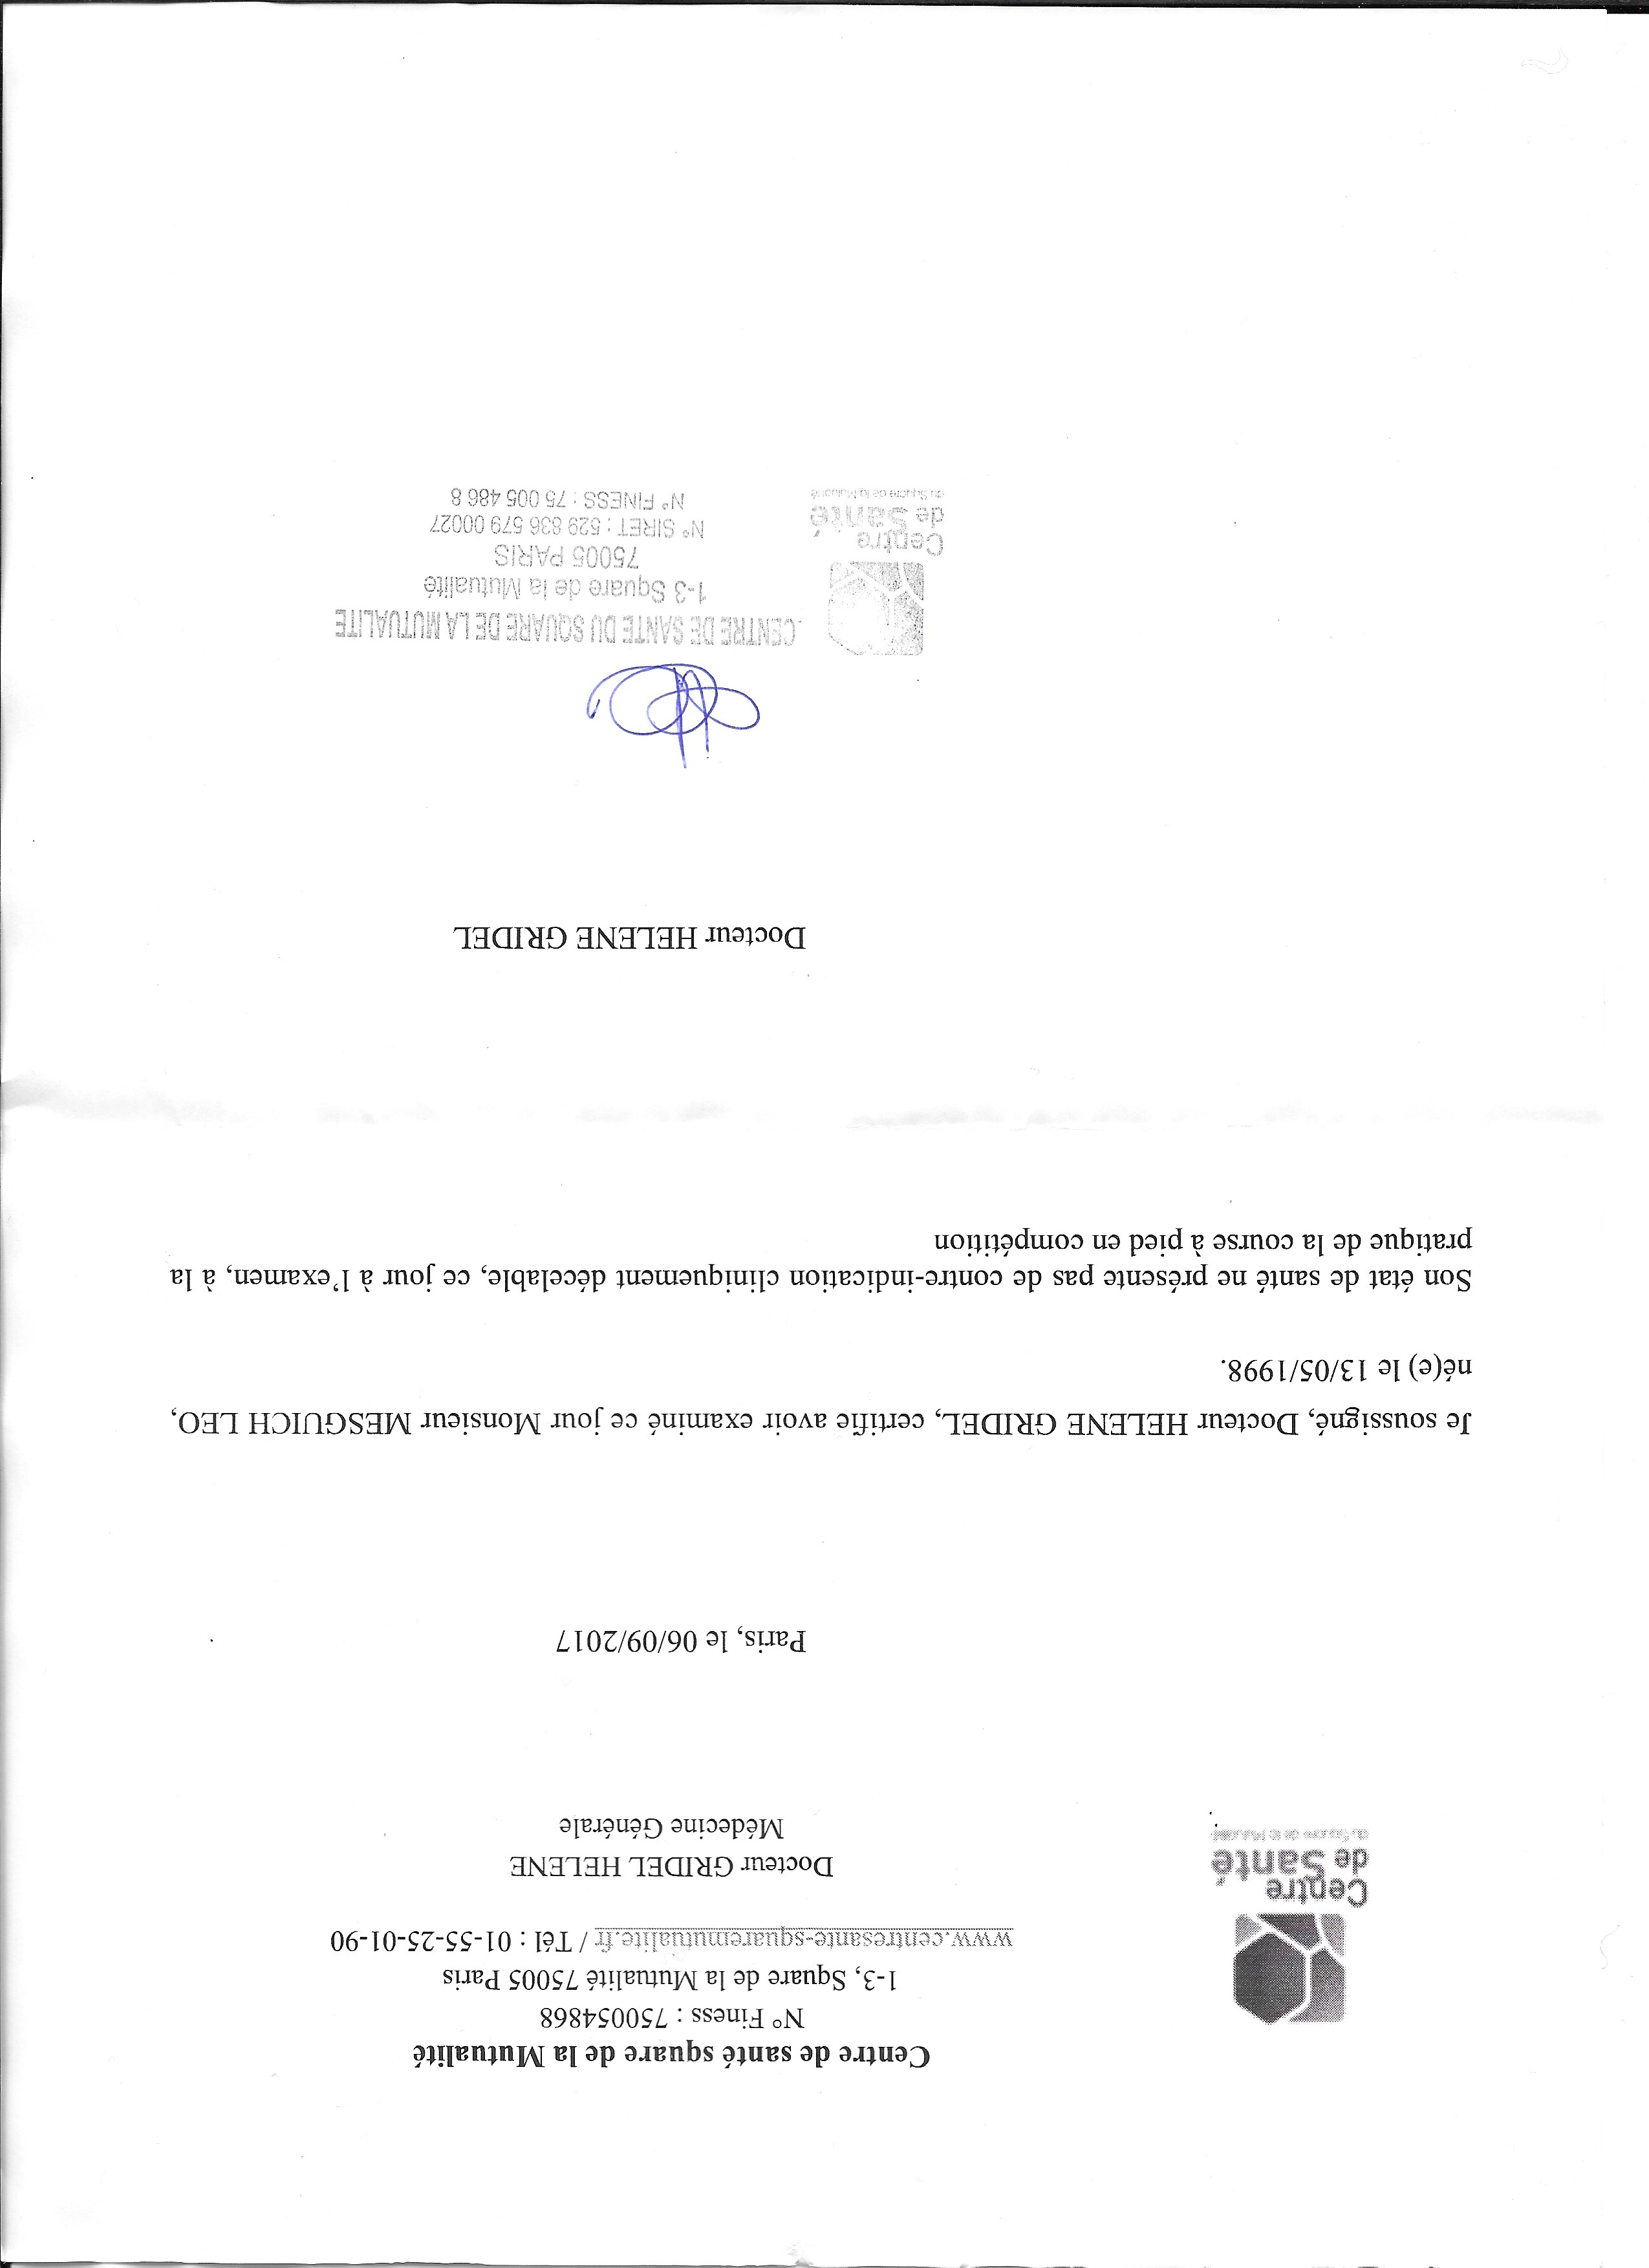 Centre de santé square de la Mutualité
N° Finess : 750054868
1-3, Square de la Mutualité 75005 Paris
www.centresante-squaremutualite.fr / Tél : 01-55-25-01-90
Centre
de Santé
du Square de la Mutualité
Docteur GRIDEL HELENE
Médecine Générale
Paris, le 06/09/2017
Je soussigné, Docteur HELENE GRIDEL, certifie avoir examiné ce jour Monsieur MESGUICH LEO,
né(e) le 13/05/1998.
Son état de santé ne présente pas de contre-indication cliniquement décelable, ce jour à l'examen, à la
pratique de la course à pied en compétition
Docteur HELENE GRIDEL
CENTRE DE SANTE DU SQUARE DE LA MUTUALITE
1-3 Square de la Mutualité
75005 PARIS
N° SIRET : 529 836 579 00027
N° FINESS : 75 005 486 8
Centre
de Santé
du Square de la Mutualité